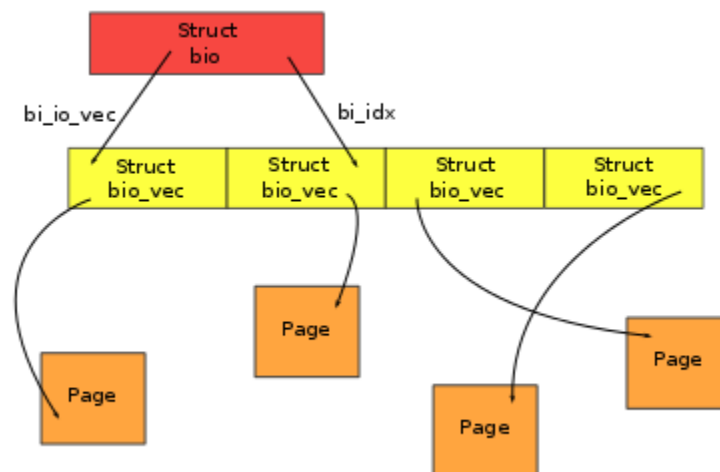 Struct
bio
bi_io_vec
bi_idx
Struct
bio_vec
Struct
bio_vec
Struct
bio_vec
Struct
bio_vec
Page
Page
Page
Page